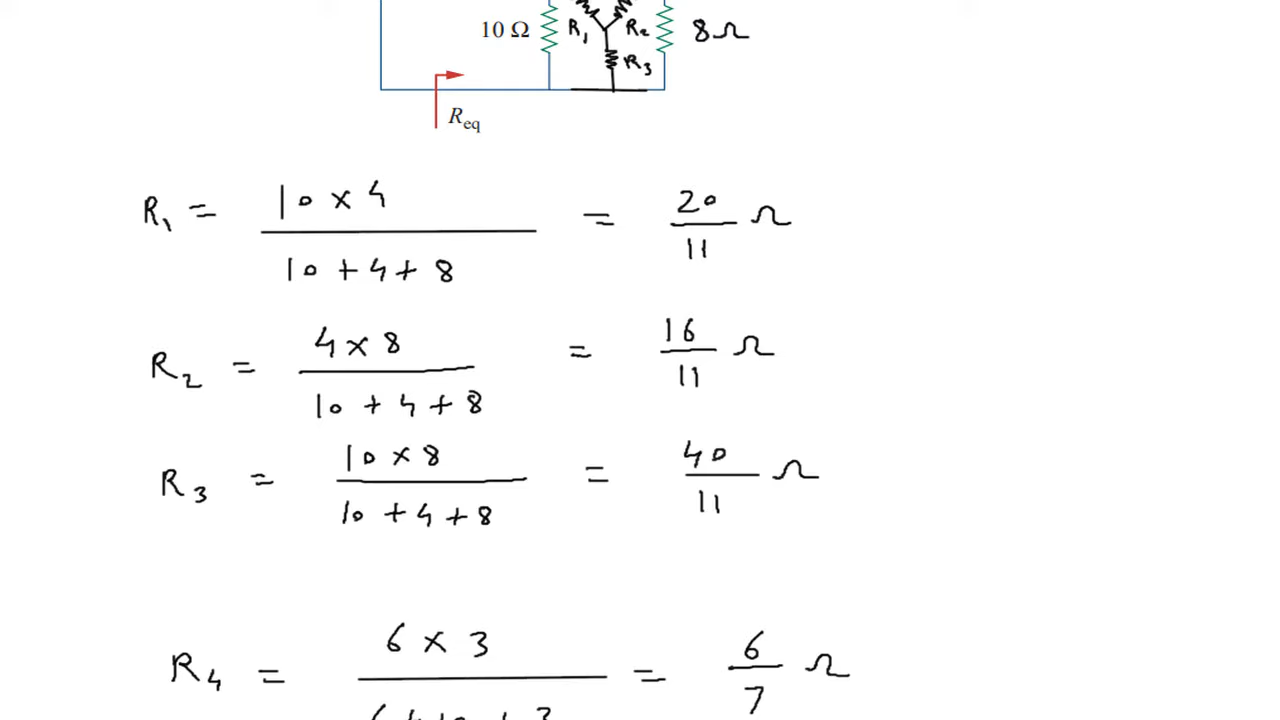 10 Ω R₁ R₂ 8Ω
R₃
R_eq
R₁ = 10 × 4 / 10 + 4 + 8 = 20/11 Ω
R₂ = 4 × 8 / 10 + 4 + 8 = 16/11 Ω
R₃ = 10 × 8 / 10 + 4 + 8 = 40/11 Ω
R₄ = 6 × 3 / = 6/7 Ω